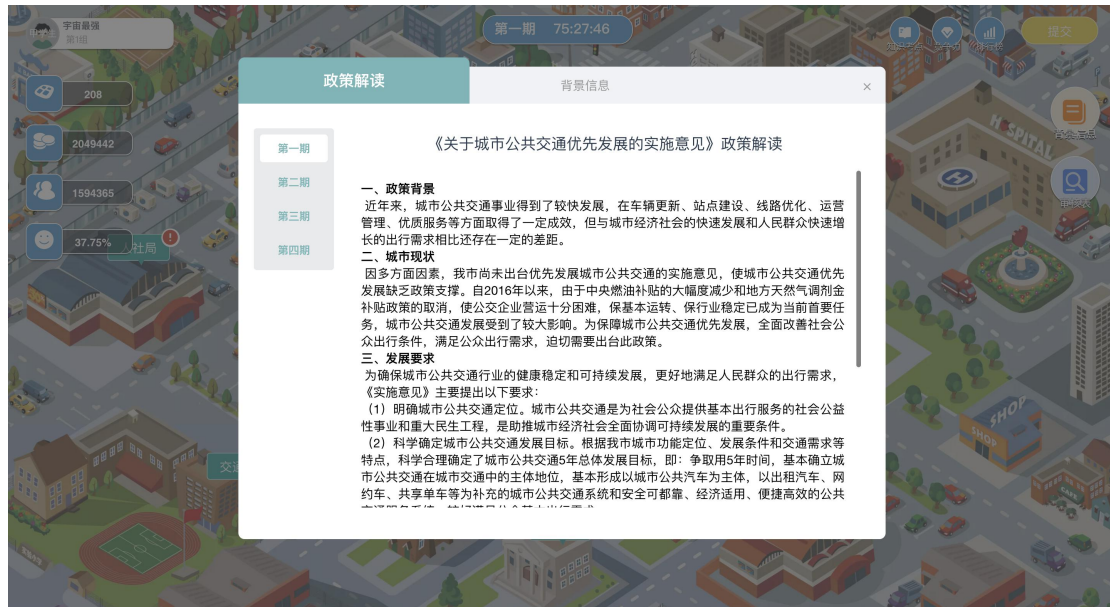 宇宙最强
第1组
第一期 75:27:46
提交
208
2049442
1594365
37.75%
人社局
HOSPITAL
SHOP
SHOP
CAFE
政策解读
背景信息
×
第一期
第二期
第三期
第四期
《关于城市公共交通优先发展的实施意见》政策解读
一、政策背景
近年来，城市公共交通事业得到了较快发展，在车辆更新、站点建设、线路优化、运营
管理、优质服务等方面取得了一定成效，但与城市经济社会的快速发展和人民群众快速增
长的出行需求相比还存在一定的差距。
二、城市现状
因多方面因素，我市尚未出台优先发展城市公共交通的实施意见，使城市公共交通优先
发展缺乏政策支撑。自2016年以来，由于中央燃油补贴的大幅度减少和地方天然气调剂金
补贴政策的取消，使公交企业营运十分困难，保基本运转、保行业稳定已成为当前首要任
务，城市公共交通发展受到了较大影响。为保障城市公共交通优先发展，全面改善社会公
众出行条件，满足公众出行需求，迫切需要出台此政策。
三、发展要求
为确保城市公共交通行业的健康稳定和可持续发展，更好地满足人民群众的出行需求，
《实施意见》主要提出以下要求：
（1）明确城市公共交通定位。城市公共交通是为社会公众提供基本出行服务的社会公益
性事业和重大民生工程，是助推城市经济社会全面协调可持续发展的重要条件。
（2）科学确定城市公共交通发展目标。根据我市城市功能定位、发展条件和交通需求等
特点，科学合理确定了城市公共交通5年总体发展目标，即：争取用5年时间，基本确立城
市公共交通在城市交通中的主体地位，基本形成以城市公共汽车为主体，以出租汽车、网
约车、共享单车等为补充的城市公共交通系统和安全可都靠、经济适用、便捷高效的公共